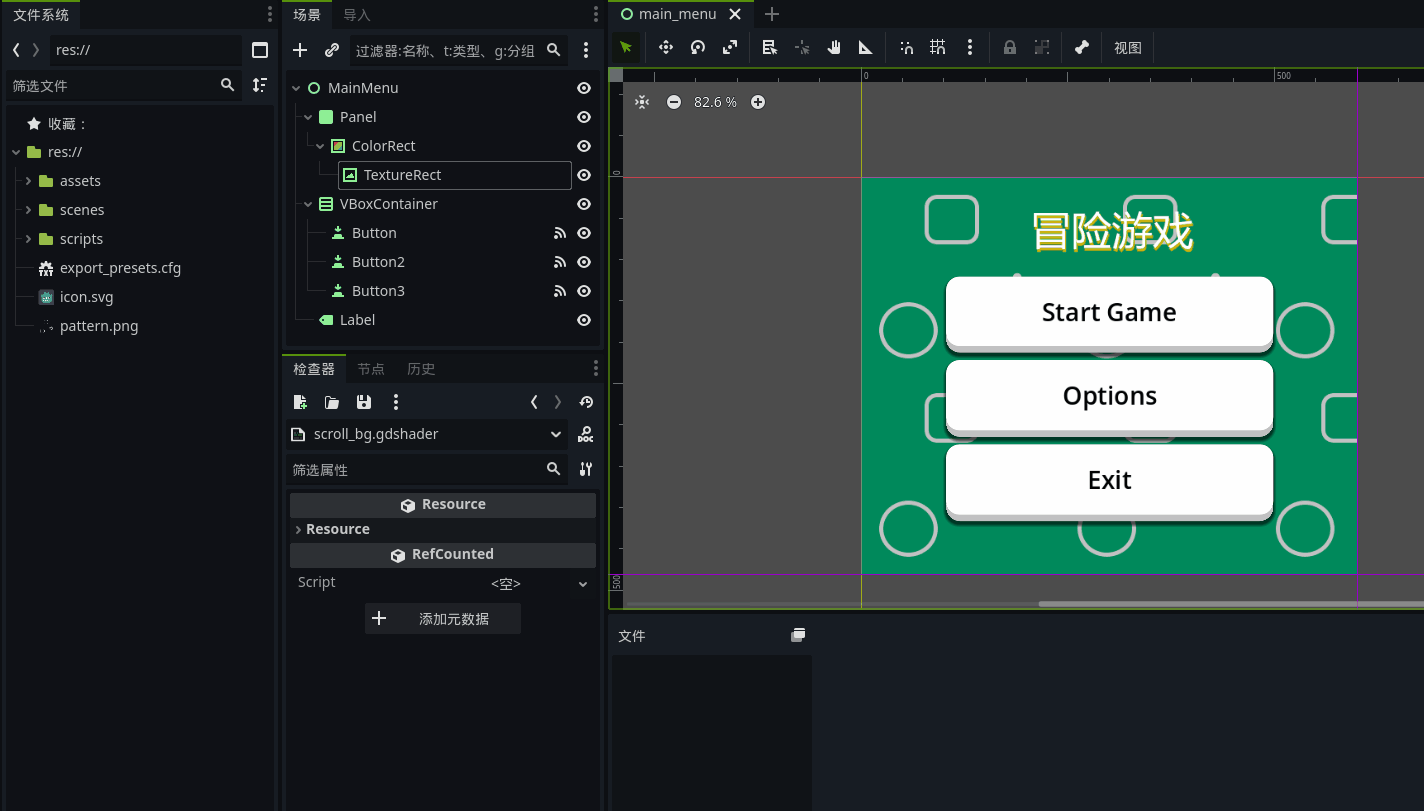 文件系统
res://
筛选文件
收藏：
res://
assets
scenes
scripts
export_presets.cfg
icon.svg
pattern.png
场景 导入
过滤器:名称、t:类型、g:分组
MainMenu
Panel
ColorRect
TextureRect
VBoxContainer
Button
Button2
Button3
Label
检查器 节点 历史
scroll_bg.gdshader
DOC
筛选属性
Resource
Resource
RefCounted
Script <空>
添加元数据
main_menu
视图
0 500
82.6 %
0
500
冒险游戏
Start Game
Options
Exit
文件